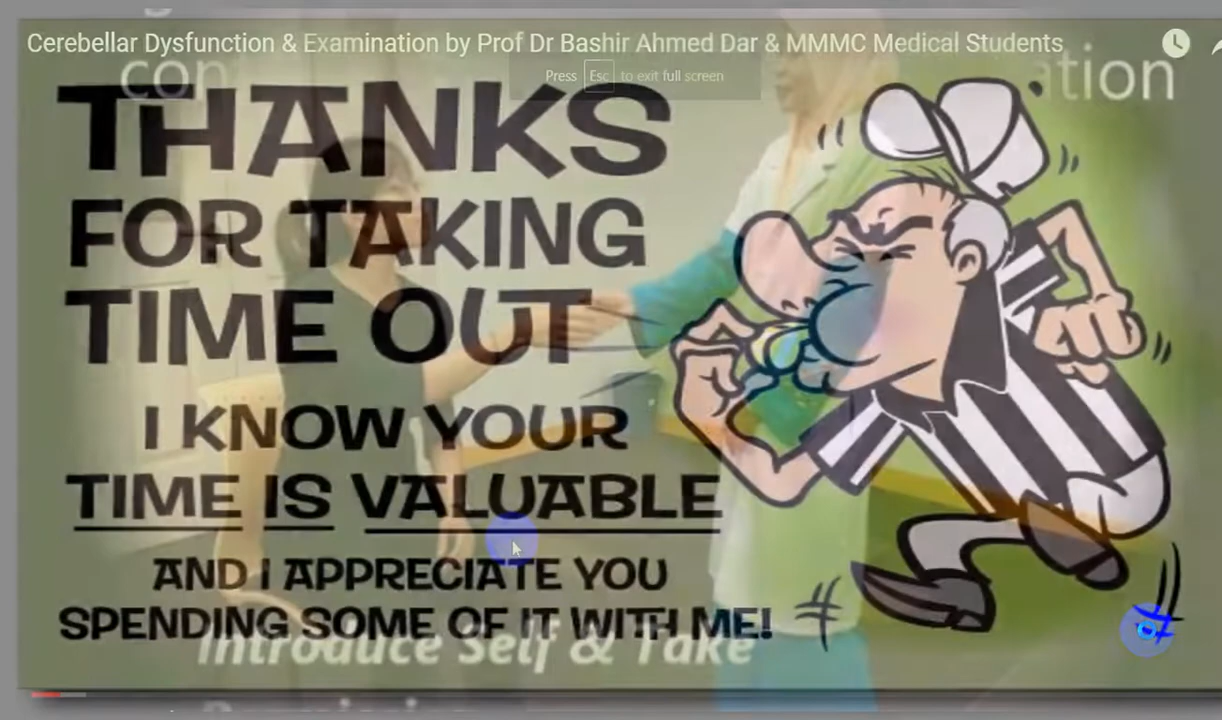 Cerebellar Dysfunction & Examination by Prof Dr Bashir Ahmed Dar & MMMC Medical Students
Press Esc to exit full screen
con ation
THANKS
FOR TAKING
TIME OUT
I KNOW YOUR
TIME IS VALUABLE
AND I APPRECIATE YOU
SPENDING SOME OF IT WITH ME!
Introduce Self & Take